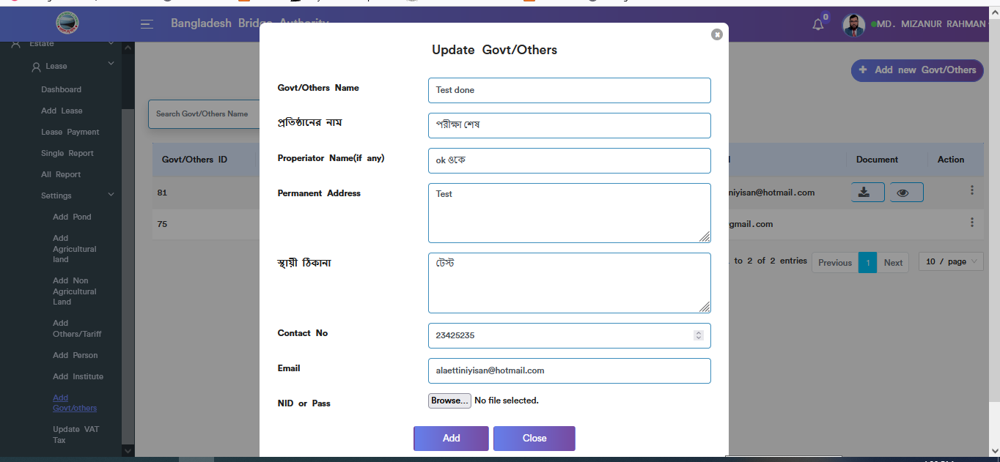 Bangladesh Bridge Authority
0
MD. MIZANUR RAHMAN
Estate
Lease
Dashboard
Add Lease
Lease Payment
Single Report
All Report
Settings
Add Pond
Add
Agricultural
land
Add Non
Agricultural
Land
Add
Others/Tariff
Add Person
Add Institute
Add
Govt/others
Update VAT
Tax
Add new Govt/Others
Search Govt/Others Name
Govt/Others ID
Document
Action
81
niyisan@hotmail.com
75
gmail.com
to 2 of 2 entries
Previous
1
Next
10 / page
Update Govt/Others
Govt/Others Name
Test done
প্রতিষ্ঠানের নাম
পরীক্ষা শেষ
Properiator Name(if any)
ok ওকে
Permanent Address
Test
স্থায়ী ঠিকানা
টেস্ট
Contact No
23425235
Email
alaettiniyisan@hotmail.com
NID or Pass
Browse... No file selected.
Add
Close